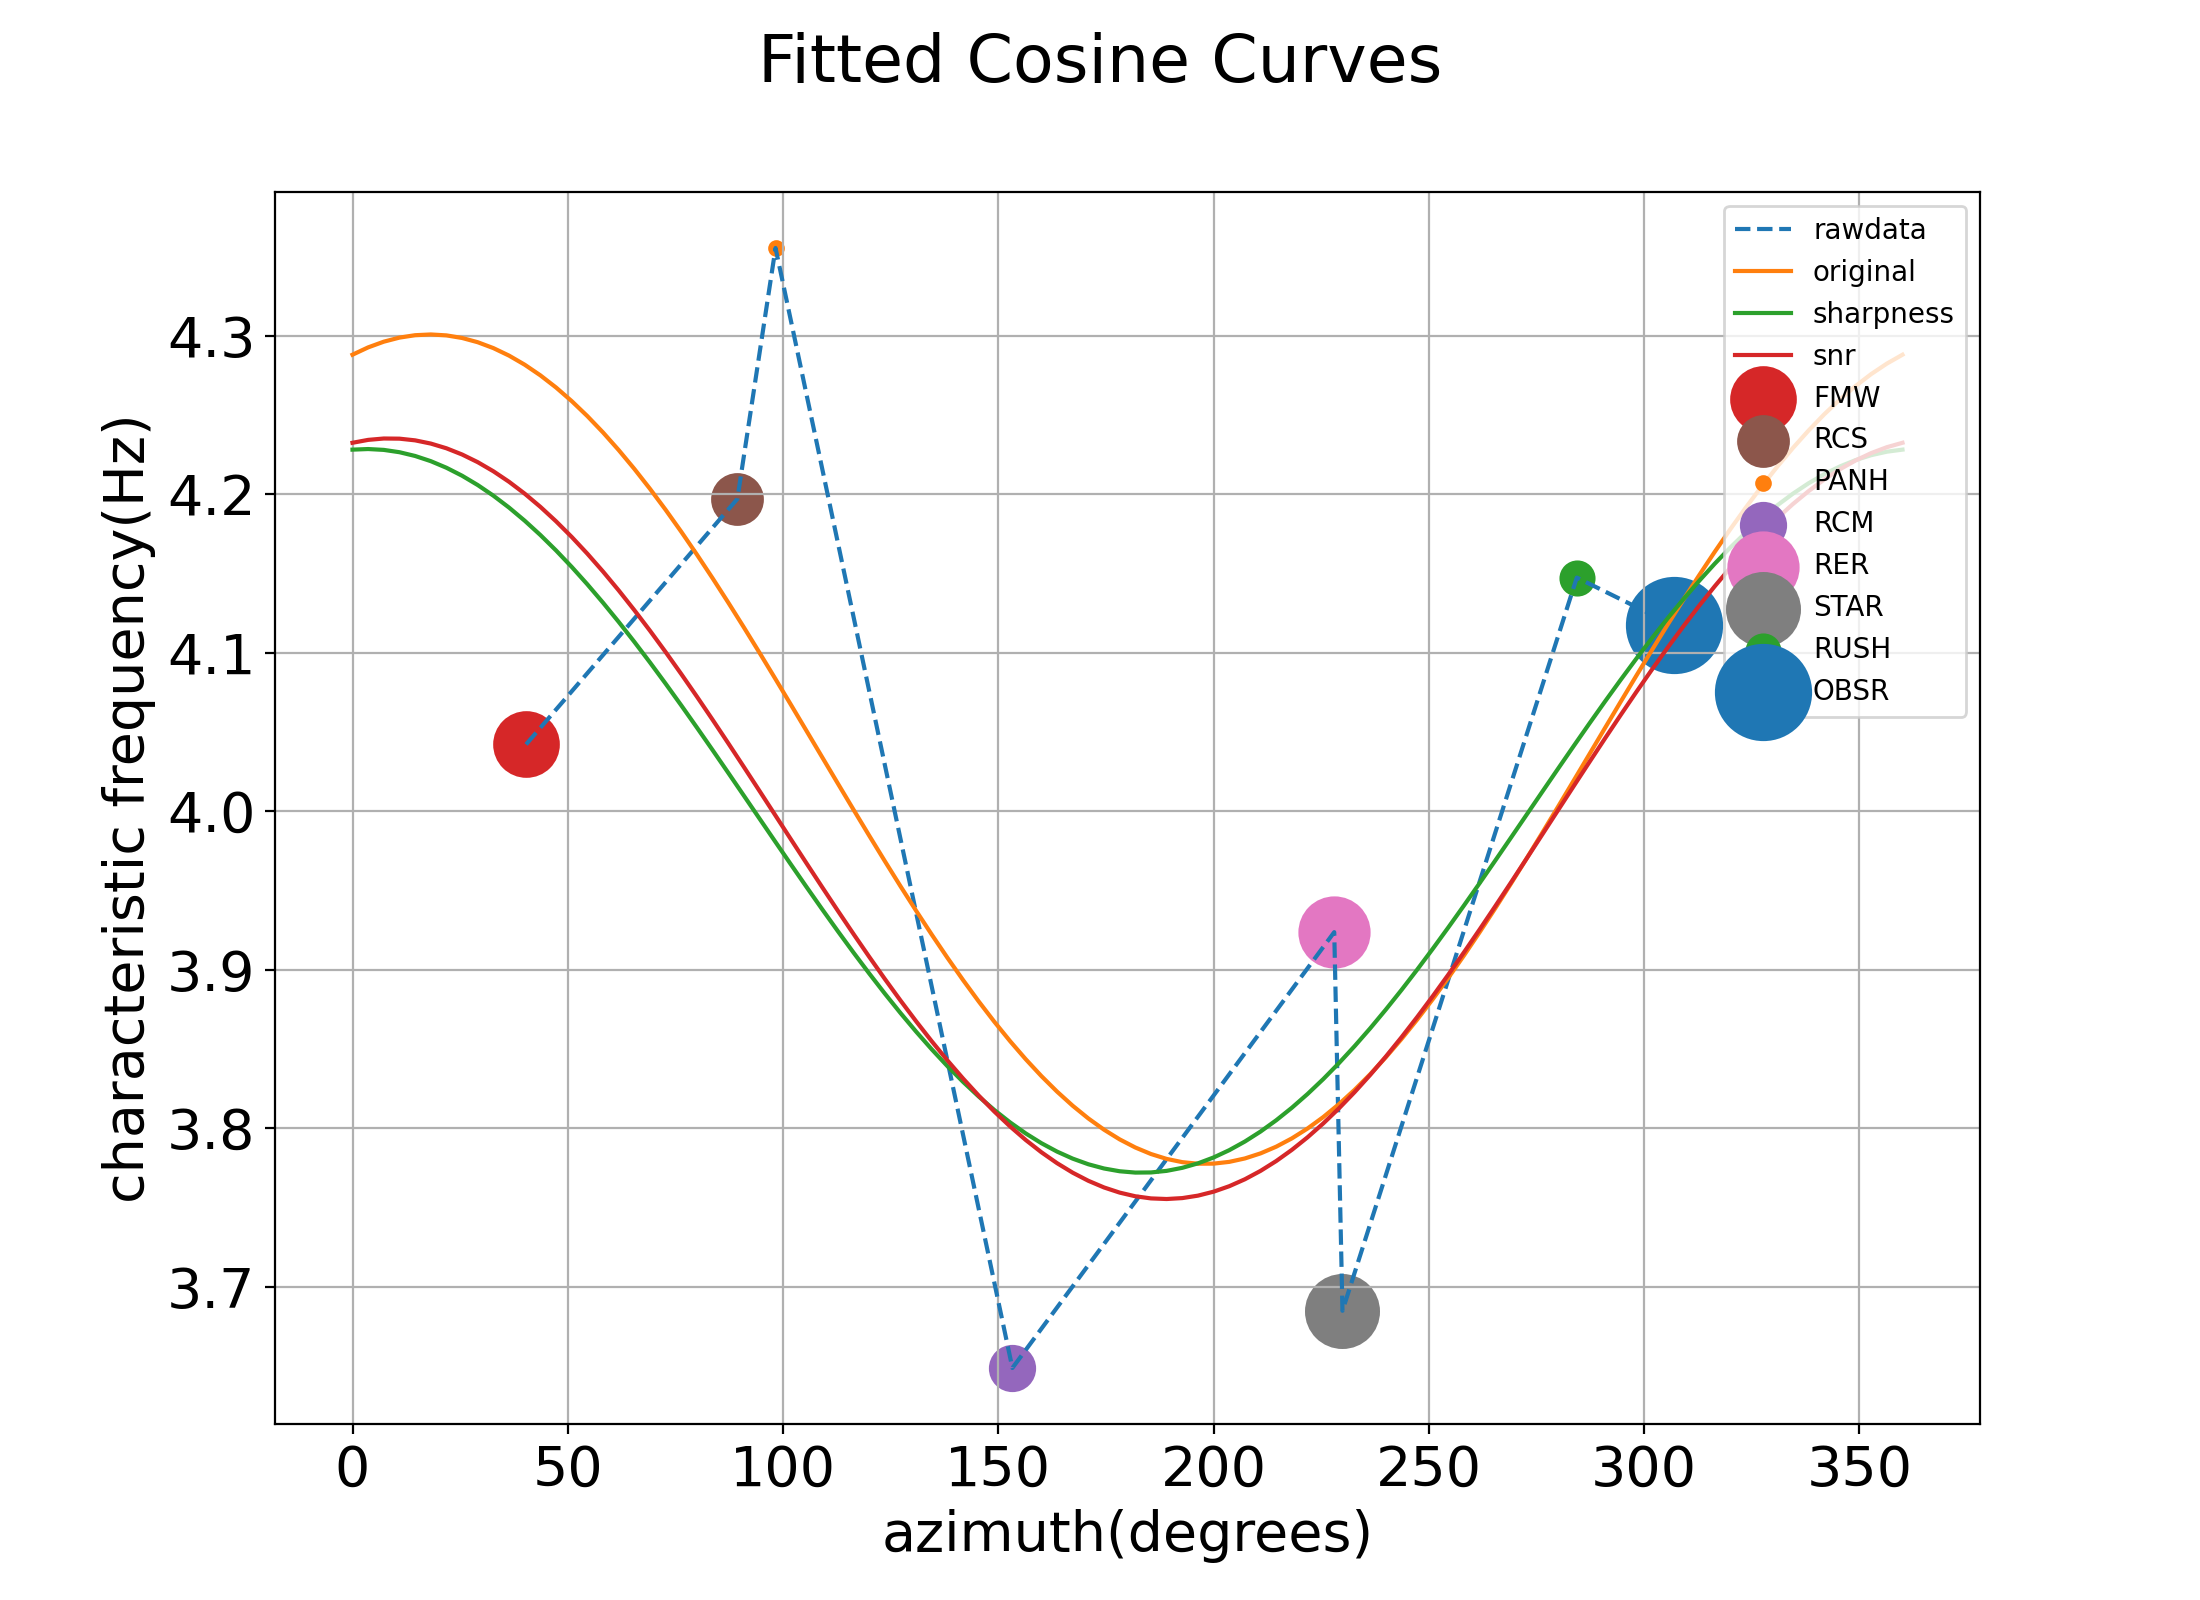 Fitted Cosine Curves
characteristic frequency(Hz)
4.3
4.2
4.1
4.0
3.9
3.8
3.7
rawdata
original
sharpness
snr
FMW
RCS
PANH
RCM
RER
STAR
RUSH
OBSR
0 50 100 150 200 250 300 350
azimuth(degrees)